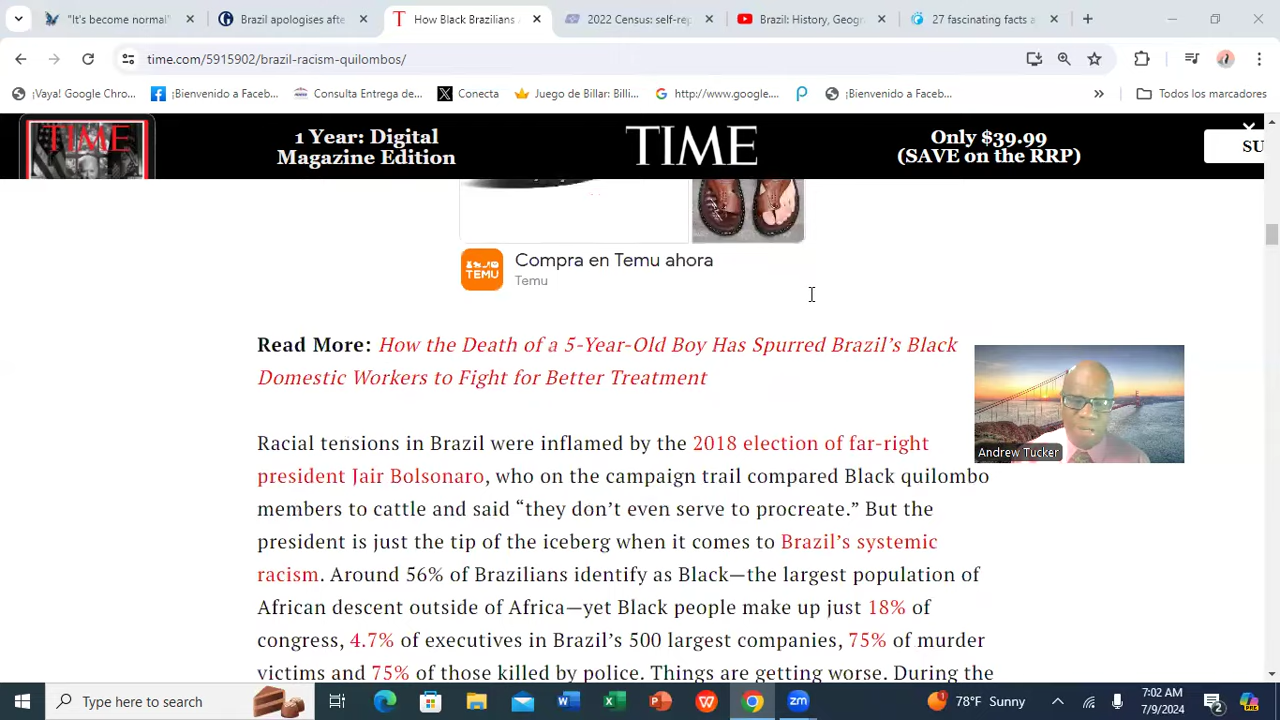 "It's become normal"
Brazil apologises afte
How Black Brazilians
2022 Census: self-rep
Brazil: History, Geogr
27 fascinating facts a
time.com/5915902/brazil-racism-quilombos/
¡Vaya! Google Chro...
¡Bienvenido a Faceb...
Consulta Entrega de...
Conecta
Juego de Billar: Billi...
http://www.google....
¡Bienvenido a Faceb...
»
Todos los marcadores
TIME
1 Year: Digital
Magazine Edition
TIME
Only $39.99
(SAVE on the RRP)
SU
TEMU
Compra en Temu ahora
Temu
Read More: How the Death of a 5-Year-Old Boy Has Spurred Brazil's Black
Domestic Workers to Fight for Better Treatment
Racial tensions in Brazil were inflamed by the 2018 election of far-right
president Jair Bolsonaro, who on the campaign trail compared Black quilombo
members to cattle and said “they don’t even serve to procreate.” But the
president is just the tip of the iceberg when it comes to Brazil’s systemic
racism. Around 56% of Brazilians identify as Black—the largest population of
African descent outside of Africa—yet Black people make up just 18% of
congress, 4.7% of executives in Brazil’s 500 largest companies, 75% of murder
victims and 75% of those killed by police. Things are getting worse. During the
Andrew Tucker
Type here to search
78°F Sunny
7:02 AM
7/9/2024
2
PRE